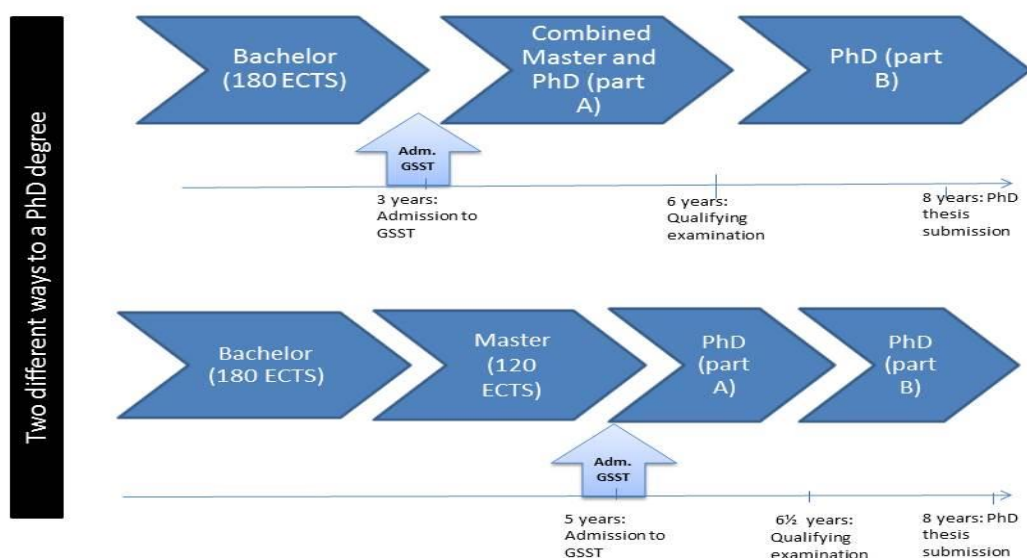 Two different ways to a PhD degree
Bachelor
(180 ECTS)
Combined
Master and
PhD (part
A)
PhD (part
B)
Adm.
GSST
3 years:
Admission to
GSST
6 years:
Qualifying
examination
8 years: PhD
thesis
submission
Bachelor
(180 ECTS)
Master
(120
ECTS)
PhD
(part
A)
PhD
(part
B)
Adm.
GSST
5 years:
Admission to
GSST
6½ years:
Qualifying
examination
8 years: PhD
thesis
submission